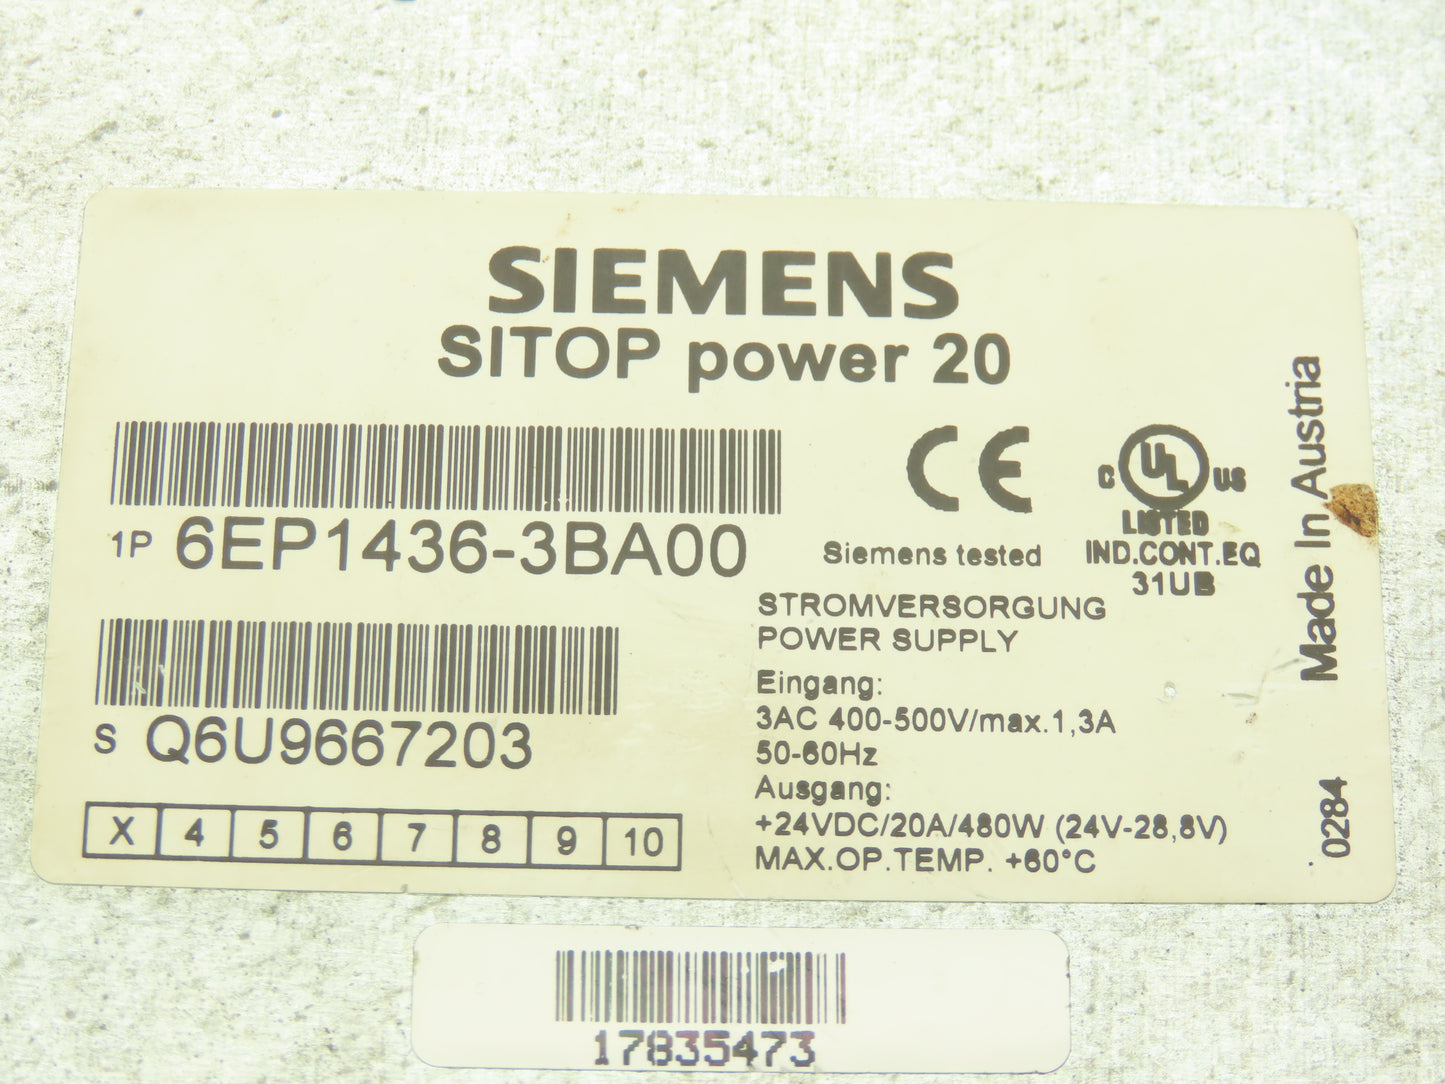 SIEMENS
SITOP power 20
1P 6EP1436-3BA00
CE
Siemens tested
C UL US
LISTED
IND.CONT.EQ
31UB
Made In Austria
STROMVERSORGUNG
POWER SUPPLY
Eingang:
3AC 400-500V/max.1,3A
50-60Hz
Ausgang:
+24VDC/20A/480W (24V-28,8V)
MAX.OP.TEMP. +60°C
S Q6U9667203
X 4 5 6 7 8 9 10
0284
17835473